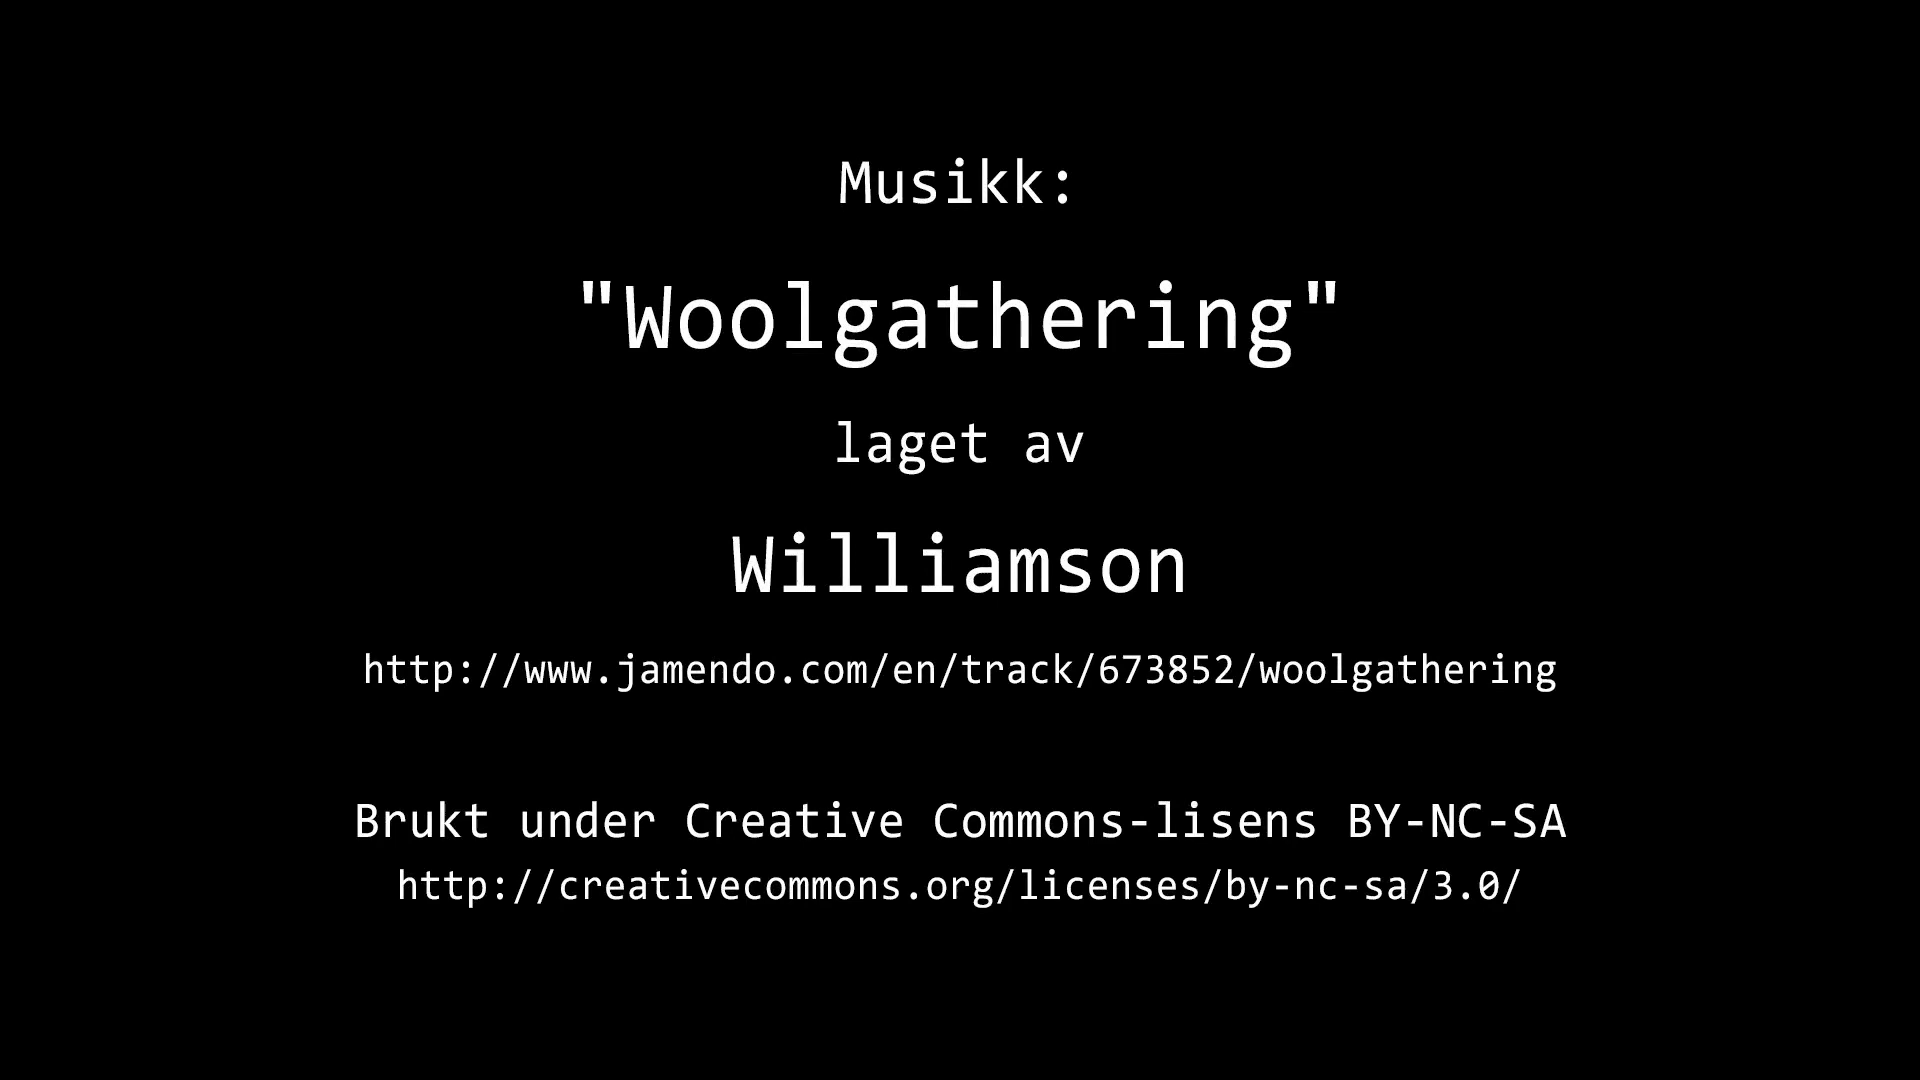 Musikk:
"Woolgathering"
laget av
Williamson
http://www.jamendo.com/en/track/673852/woolgathering
Brukt under Creative Commons-lisens BY-NC-SA
http://creativecommons.org/licenses/by-nc-sa/3.0/